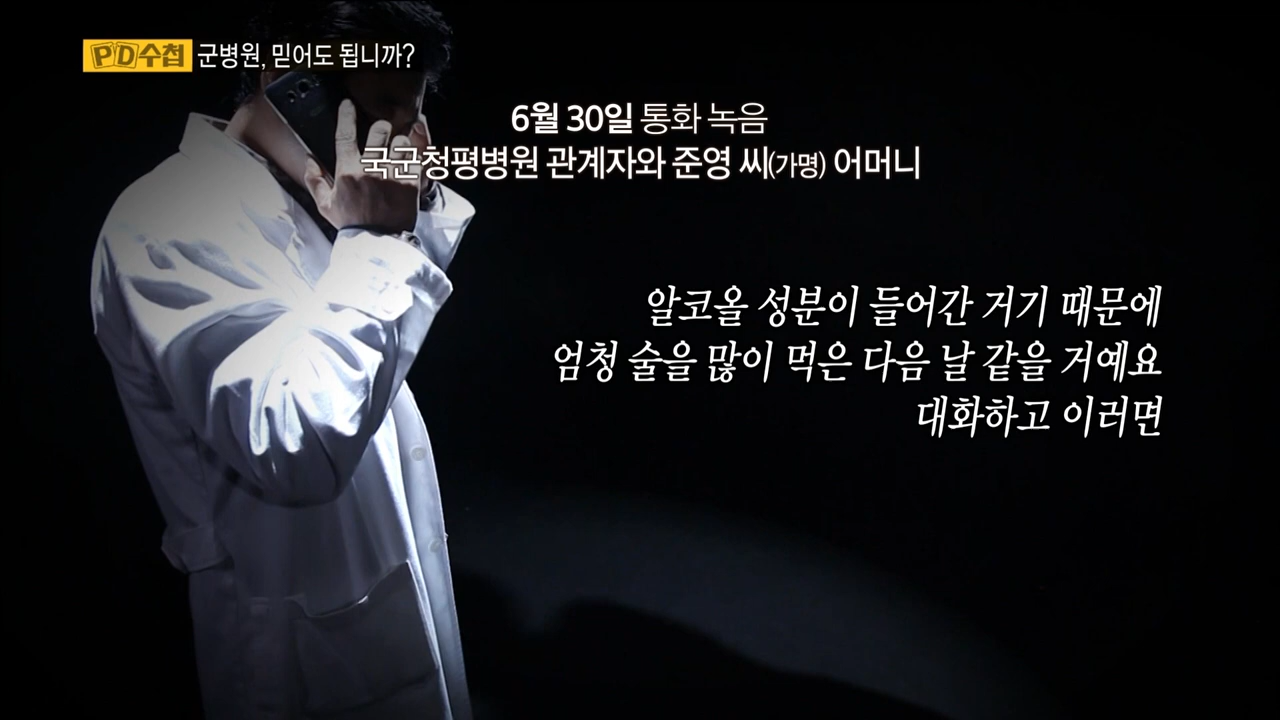 PD수첩 군병원, 믿어도 됩니까?
6월 30일 통화 녹음
국군청평병원 관계자와 준영 씨(가명) 어머니
알코올 성분이 들어간 거기 때문에
엄청 술을 많이 먹은 다음 날 같을 거예요
대화하고 이러면